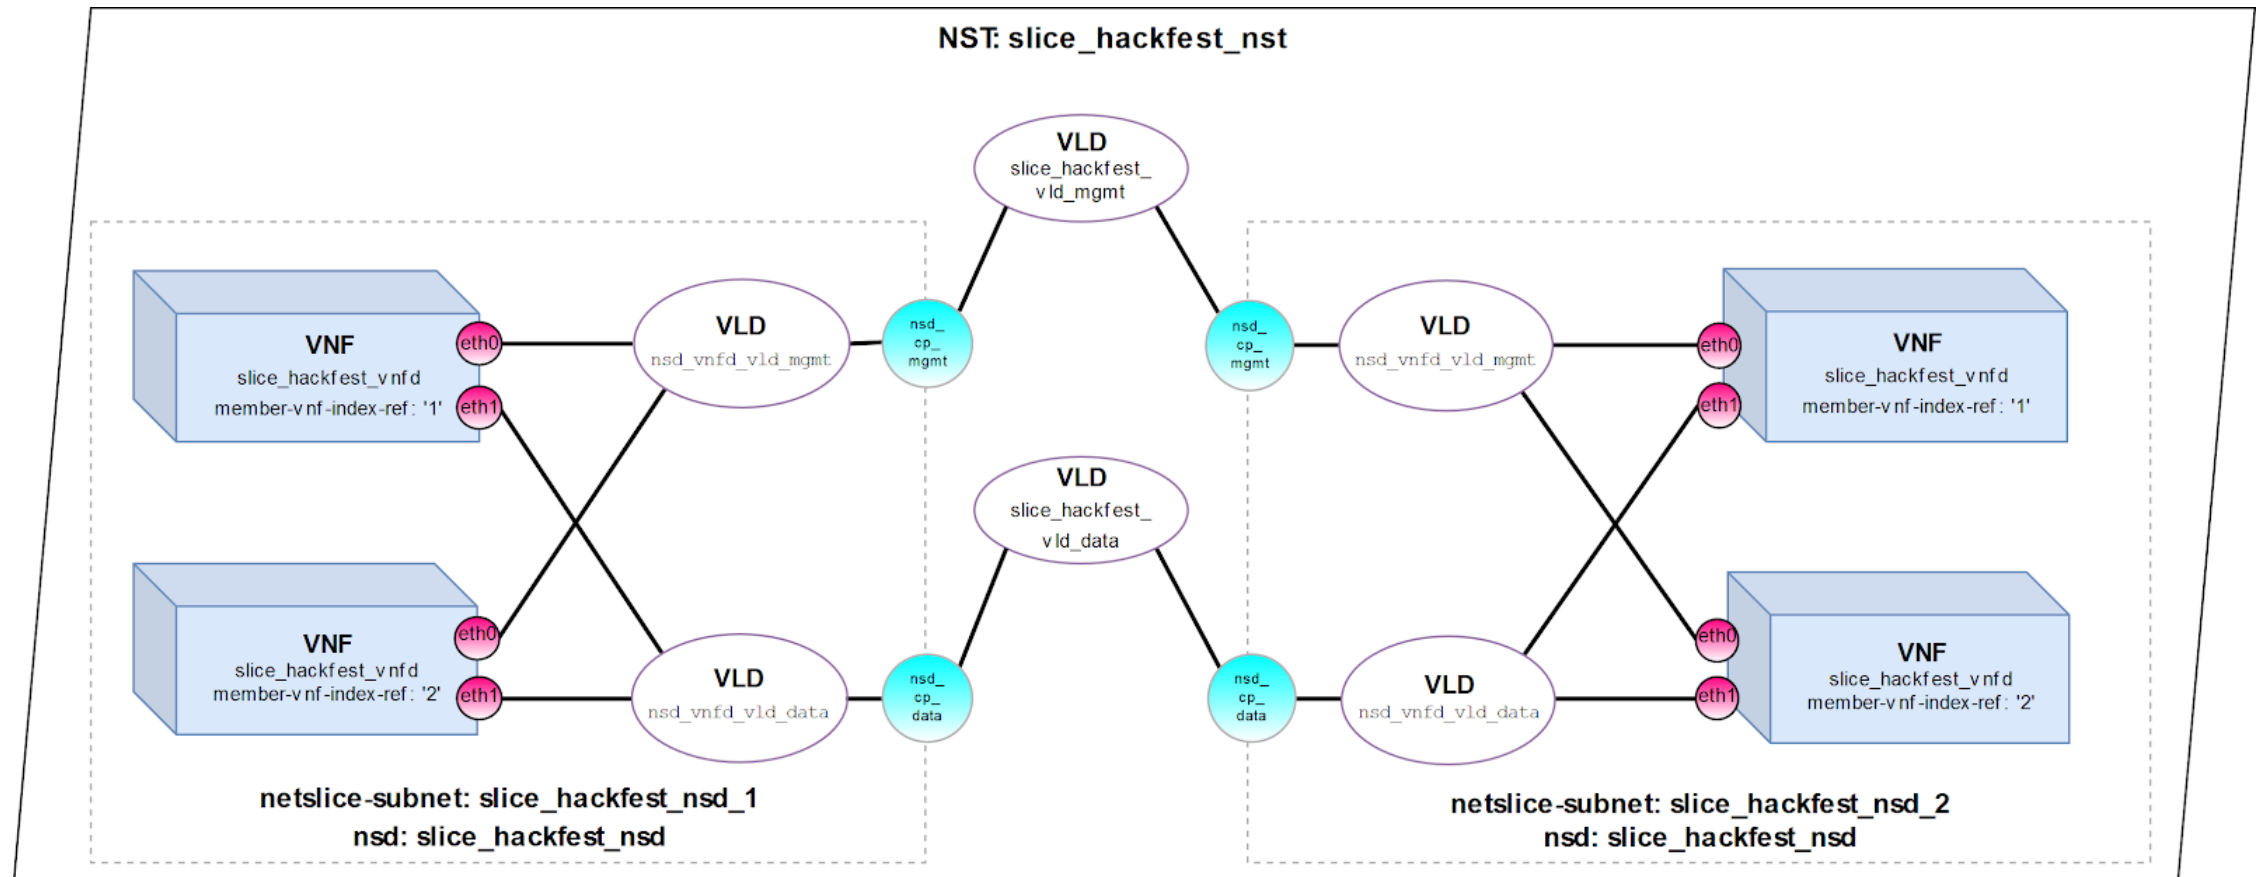 NST: slice_hackfest_nst
VLD
slice_hackfest_
vld_mgmt
VNF
slice_hackfest_vnfd
member-vnf-index-ref: '1'
eth0
eth1
VLD
nsd_vnfd_vld_mgmt
nsd_
cp_
mgmt
nsd_
cp_
mgmt
VLD
nsd_vnfd_vld_mgmt
eth0
eth1
VNF
slice_hackfest_vnfd
member-vnf-index-ref: '1'
VLD
slice_hackfest_
vld_data
VNF
slice_hackfest_vnfd
member-vnf-index-ref: '2'
eth0
eth1
VLD
nsd_vnfd_vld_data
nsd_
cp_
data
nsd_
cp_
data
VLD
nsd_vnfd_vld_data
eth0
eth1
VNF
slice_hackfest_vnfd
member-vnf-index-ref: '2'
netslice-subnet: slice_hackfest_nsd_1
nsd: slice_hackfest_nsd
netslice-subnet: slice_hackfest_nsd_2
nsd: slice_hackfest_nsd